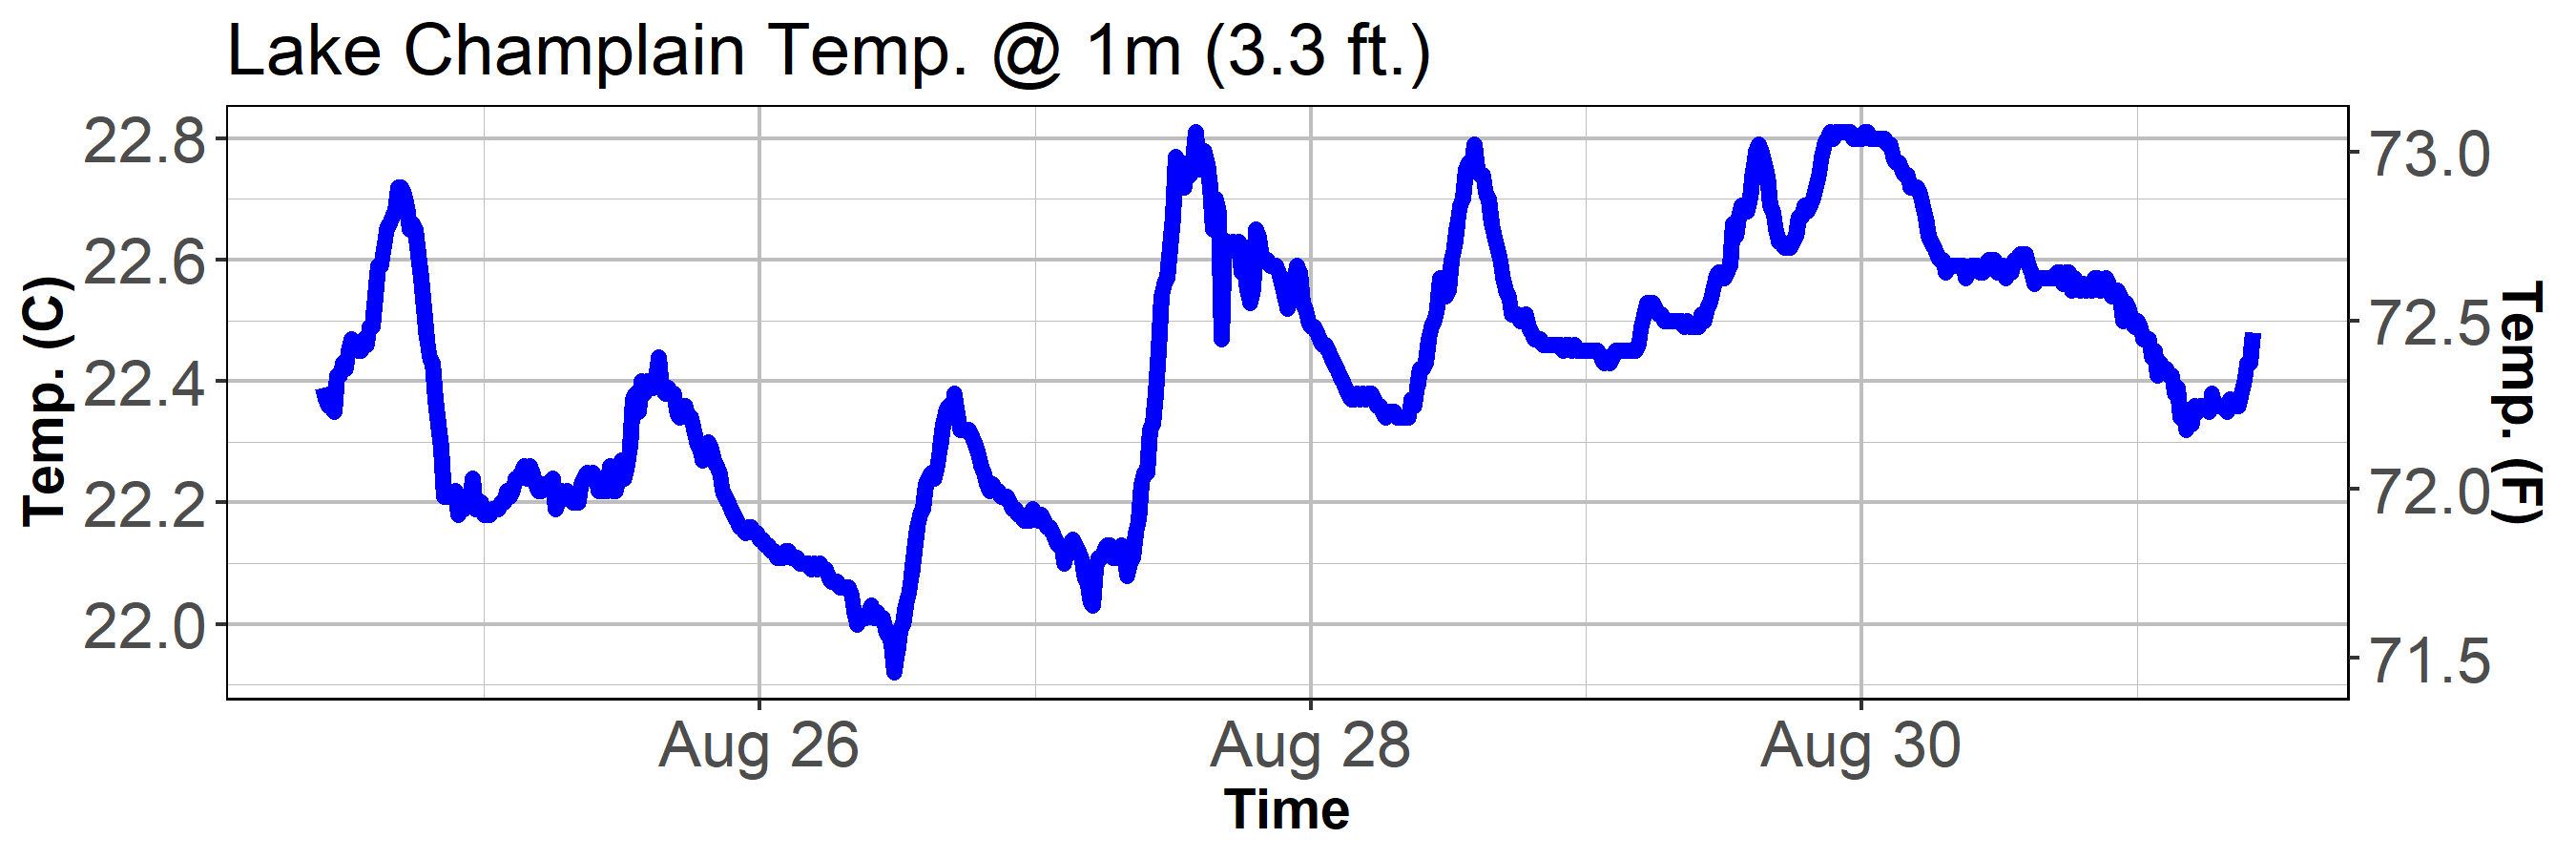 Lake Champlain Temp. @ 1m (3.3 ft.)
Temp. (C)
22.8
22.6
22.4
22.2
22.0
73.0
72.5
72.0
71.5
Temp. (F)
Aug 26 Aug 28 Aug 30
Time